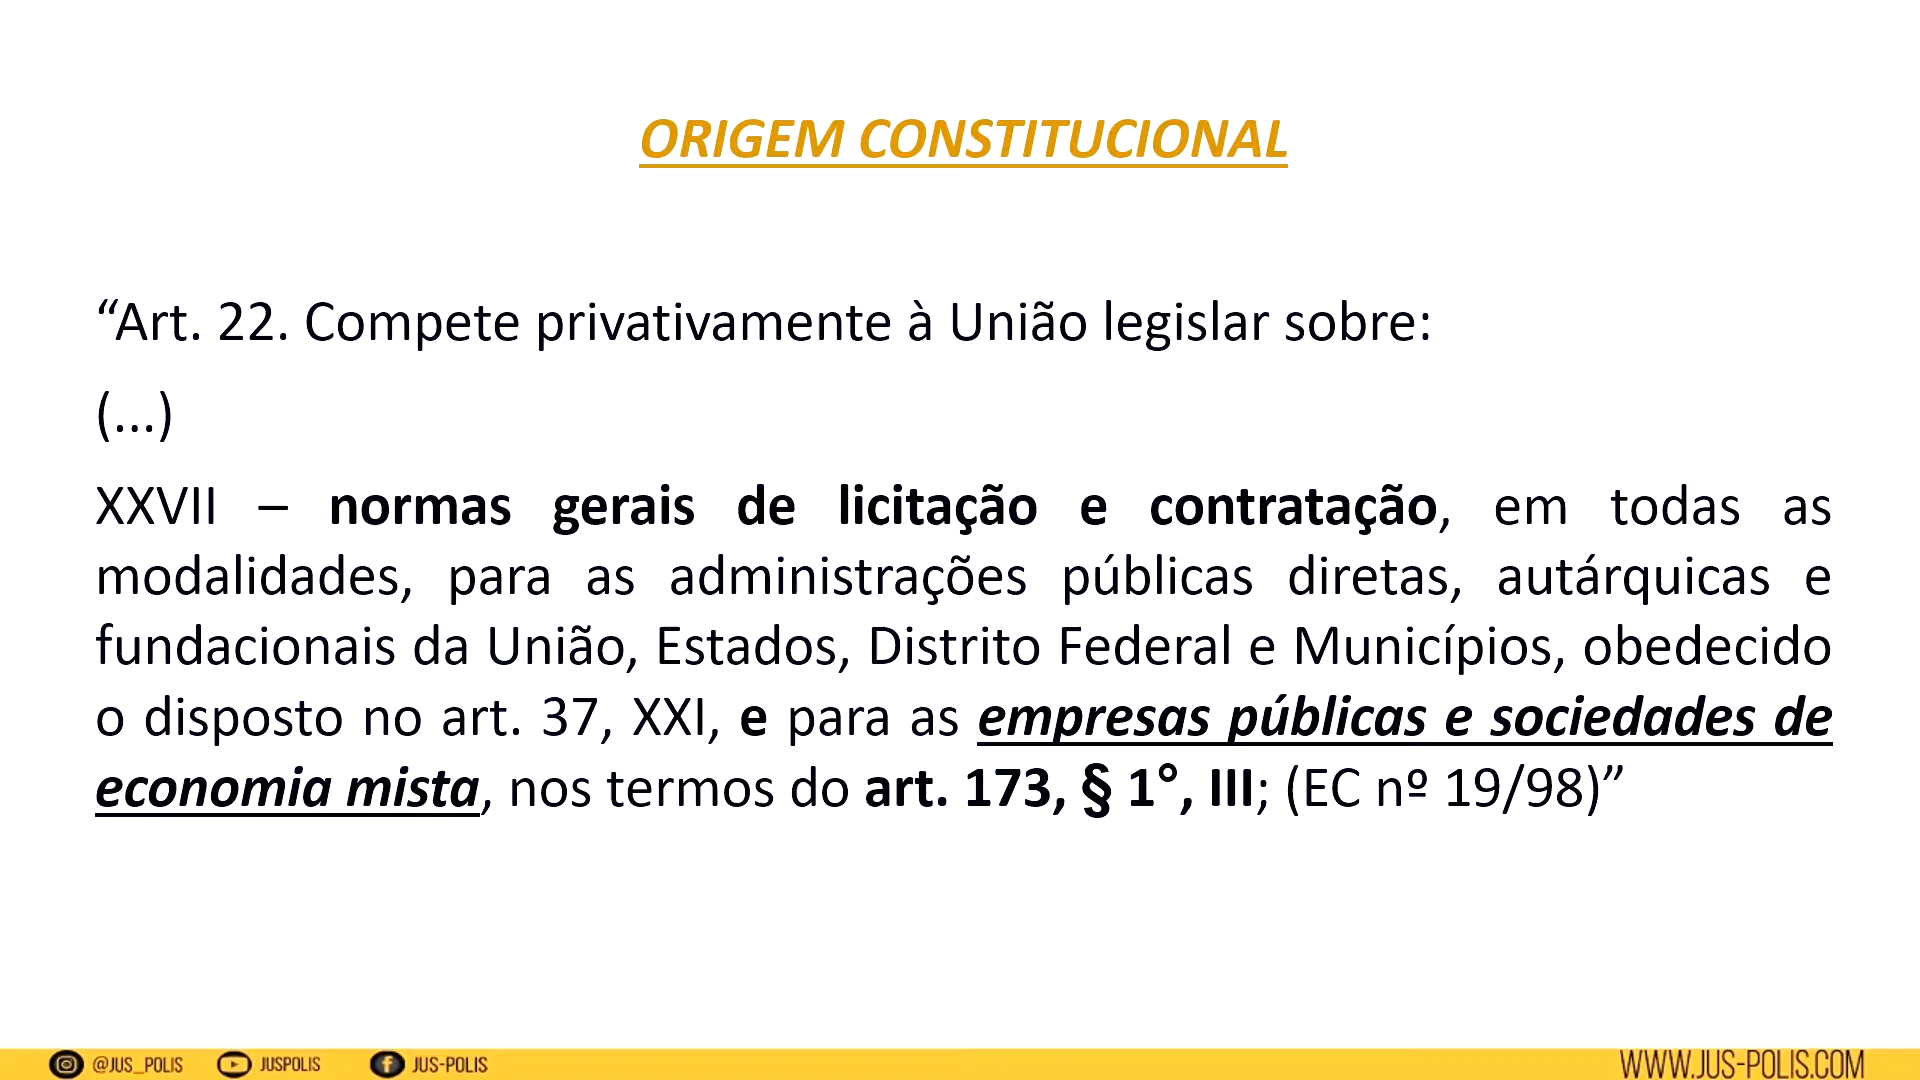 ORIGEM CONSTITUCIONAL
“Art. 22. Compete privativamente à União legislar sobre:
(...)
XXVII – normas gerais de licitação e contratação, em todas as
modalidades, para as administrações públicas diretas, autárquicas e
fundacionais da União, Estados, Distrito Federal e Municípios, obedecido
o disposto no art. 37, XXI, e para as empresas públicas e sociedades de
economia mista, nos termos do art. 173, § 1°, III; (EC nº 19/98)”
@JUS_POLIS JUSPOLIS JUS-POLIS WWW.JUS-POLIS.COM